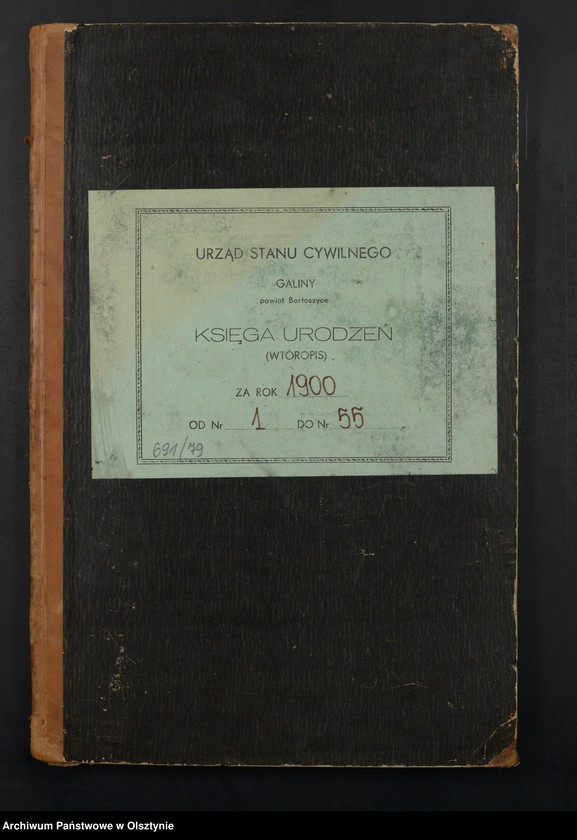 URZĄD STANU CYWILNEGO
GALINY
powiat Bartoszyce
KSIĘGA URODZEŃ
(WTÓROPIS)
ZA ROK 1900
OD Nr 1 DO Nr 55
691/79
Archiwum Państwowe w Olsztynie